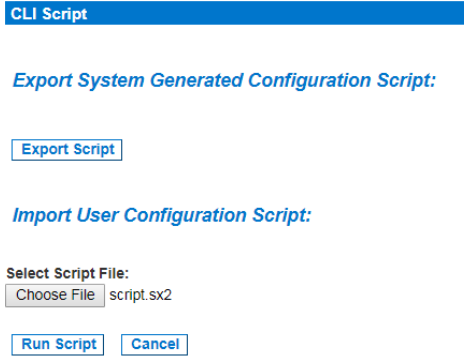 CLI Script
Export System Generated Configuration Script:
Export Script
Import User Configuration Script:
Select Script File:
Choose File script.sx2
Run Script Cancel